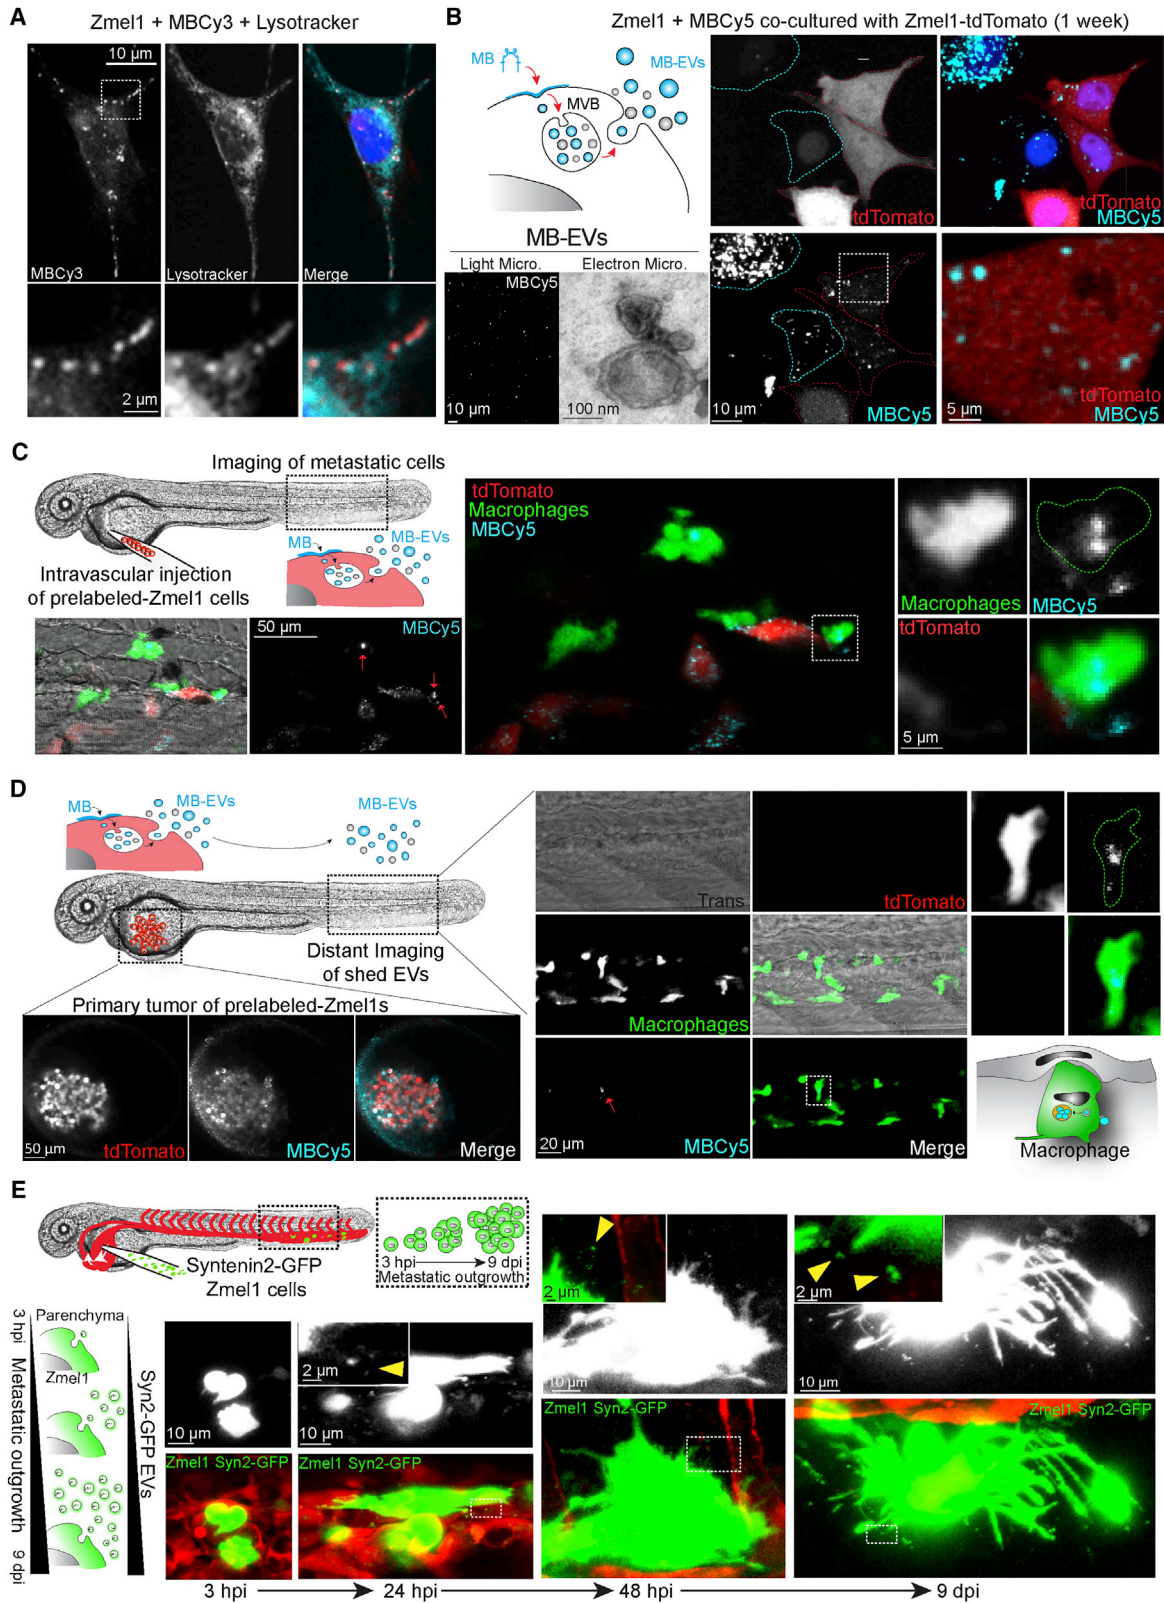 A
Zmel1 + MBCy3 + Lysotracker
10 µm
MBCy3
Lysotracker
Merge
2 µm
B
Zmel1 + MBCy5 co-cultured with Zmel1-tdTomato (1 week)
MB
MB-EVs
MVB
MB-EVs
Light Micro.
Electron Micro.
MBCy5
10 µm
100 nm
tdTomato
tdTomato
MBCy5
10 µm
MBCy5
5 µm
tdTomato
MBCy5
C
Imaging of metastatic cells
MB
MB-EVs
Intravascular injection
of prelabeled-Zmel1 cells
50 µm
MBCy5
tdTomato
Macrophages
MBCy5
Macrophages
MBCy5
tdTomato
5 µm
D
MB
MB-EVs
MB-EVs
Distant Imaging
of shed EVs
Primary tumor of prelabeled-Zmel1s
50 µm
tdTomato
MBCy5
Merge
Trans
tdTomato
Macrophages
20 µm
MBCy5
Merge
Macrophage
E
Syntenin2-GFP
Zmel1 cells
3 hpi
9 dpi
Metastatic outgrowth
3 hpi
Metastatic outgrowth
9 dpi
Parenchyma
Zmel1
Syn2-GFP EVs
10 µm
Zmel1 Syn2-GFP
2 µm
10 µm
Zmel1 Syn2-GFP
2 µm
10 µm
Zmel1 Syn2-GFP
2 µm
10 µm
Zmel1 Syn2-GFP
3 hpi
24 hpi
48 hpi
9 dpi